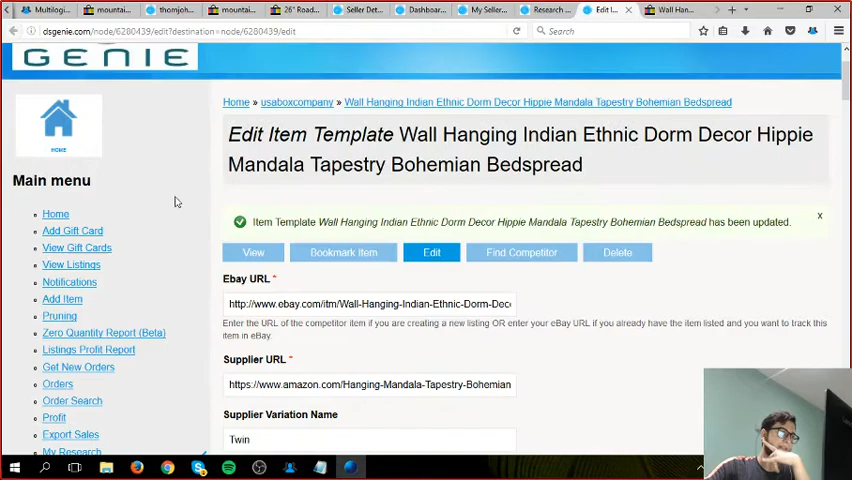 Multilogi...
mountai...
thornjoh...
mountai...
26" Road...
Seller Det...
Dashboar...
My Seller...
Research ...
Edit I...
Wall Han...
dsgenie.com/node/6280439/edit?destination=node/6280439/edit
Search
GENIE
HOME
Main menu
Home
Add Gift Card
View Gift Cards
View Listings
Notifications
Add Item
Pruning
Zero Quantity Report (Beta)
Listings Profit Report
Get New Orders
Orders
Order Search
Profit
Export Sales
My Research
Home » usaboxcompany » Wall Hanging Indian Ethnic Dorm Decor Hippie Mandala Tapestry Bohemian Bedspread
Edit Item Template Wall Hanging Indian Ethnic Dorm Decor Hippie
Mandala Tapestry Bohemian Bedspread
Item Template Wall Hanging Indian Ethnic Dorm Decor Hippie Mandala Tapestry Bohemian Bedspread has been updated.
x
View
Bookmark Item
Edit
Find Competitor
Delete
Ebay URL *
http://www.ebay.com/itm/Wall-Hanging-Indian-Ethnic-Dorm-Deco
Enter the URL of the competitor item if you are creating a new listing OR enter your eBay URL if you already have the item listed and you want to track this
item in eBay.
Supplier URL *
https://www.amazon.com/Hanging-Mandala-Tapestry-Bohemian
Supplier Variation Name
Twin